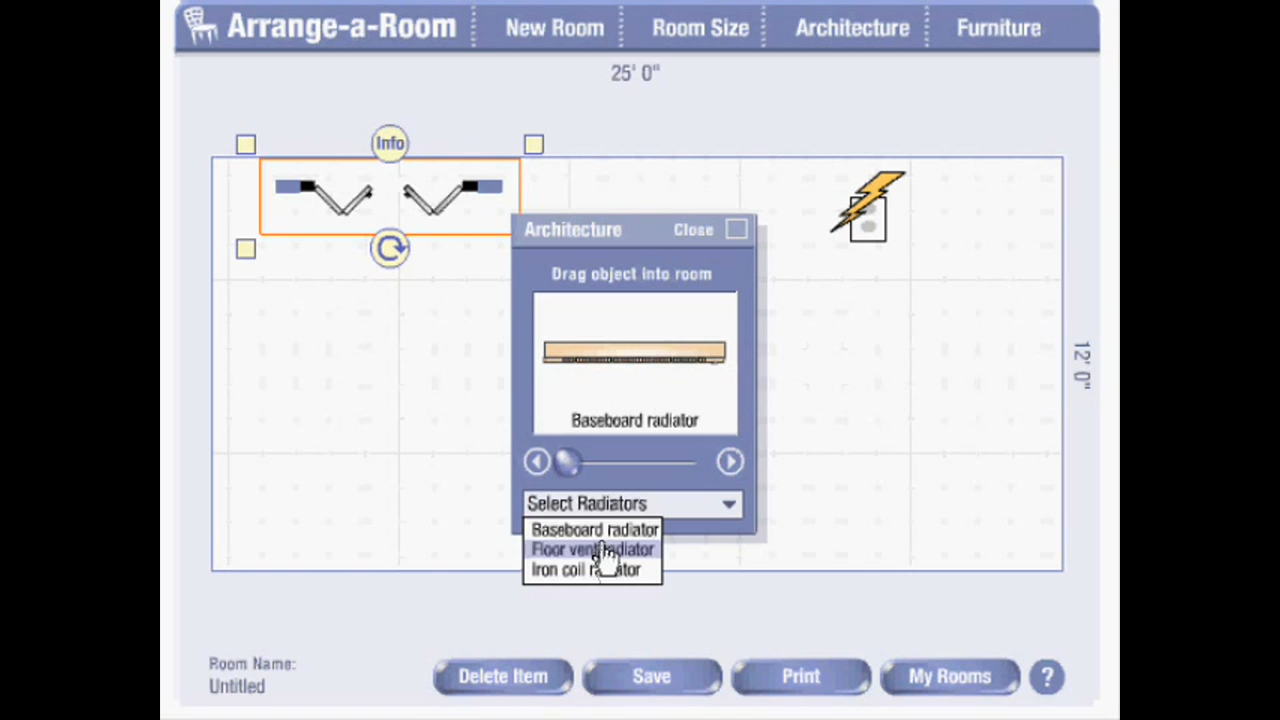 Arrange-a-Room
New Room
Room Size
Architecture
Furniture
25' 0"
Info
Architecture
Close
Drag object into room
Baseboard radiator
12' 0"
Select Radiators
Baseboard radiator
Floor vent radiator
Iron coil radiator
Room Name:
Untitled
Delete Item
Save
Print
My Rooms
?